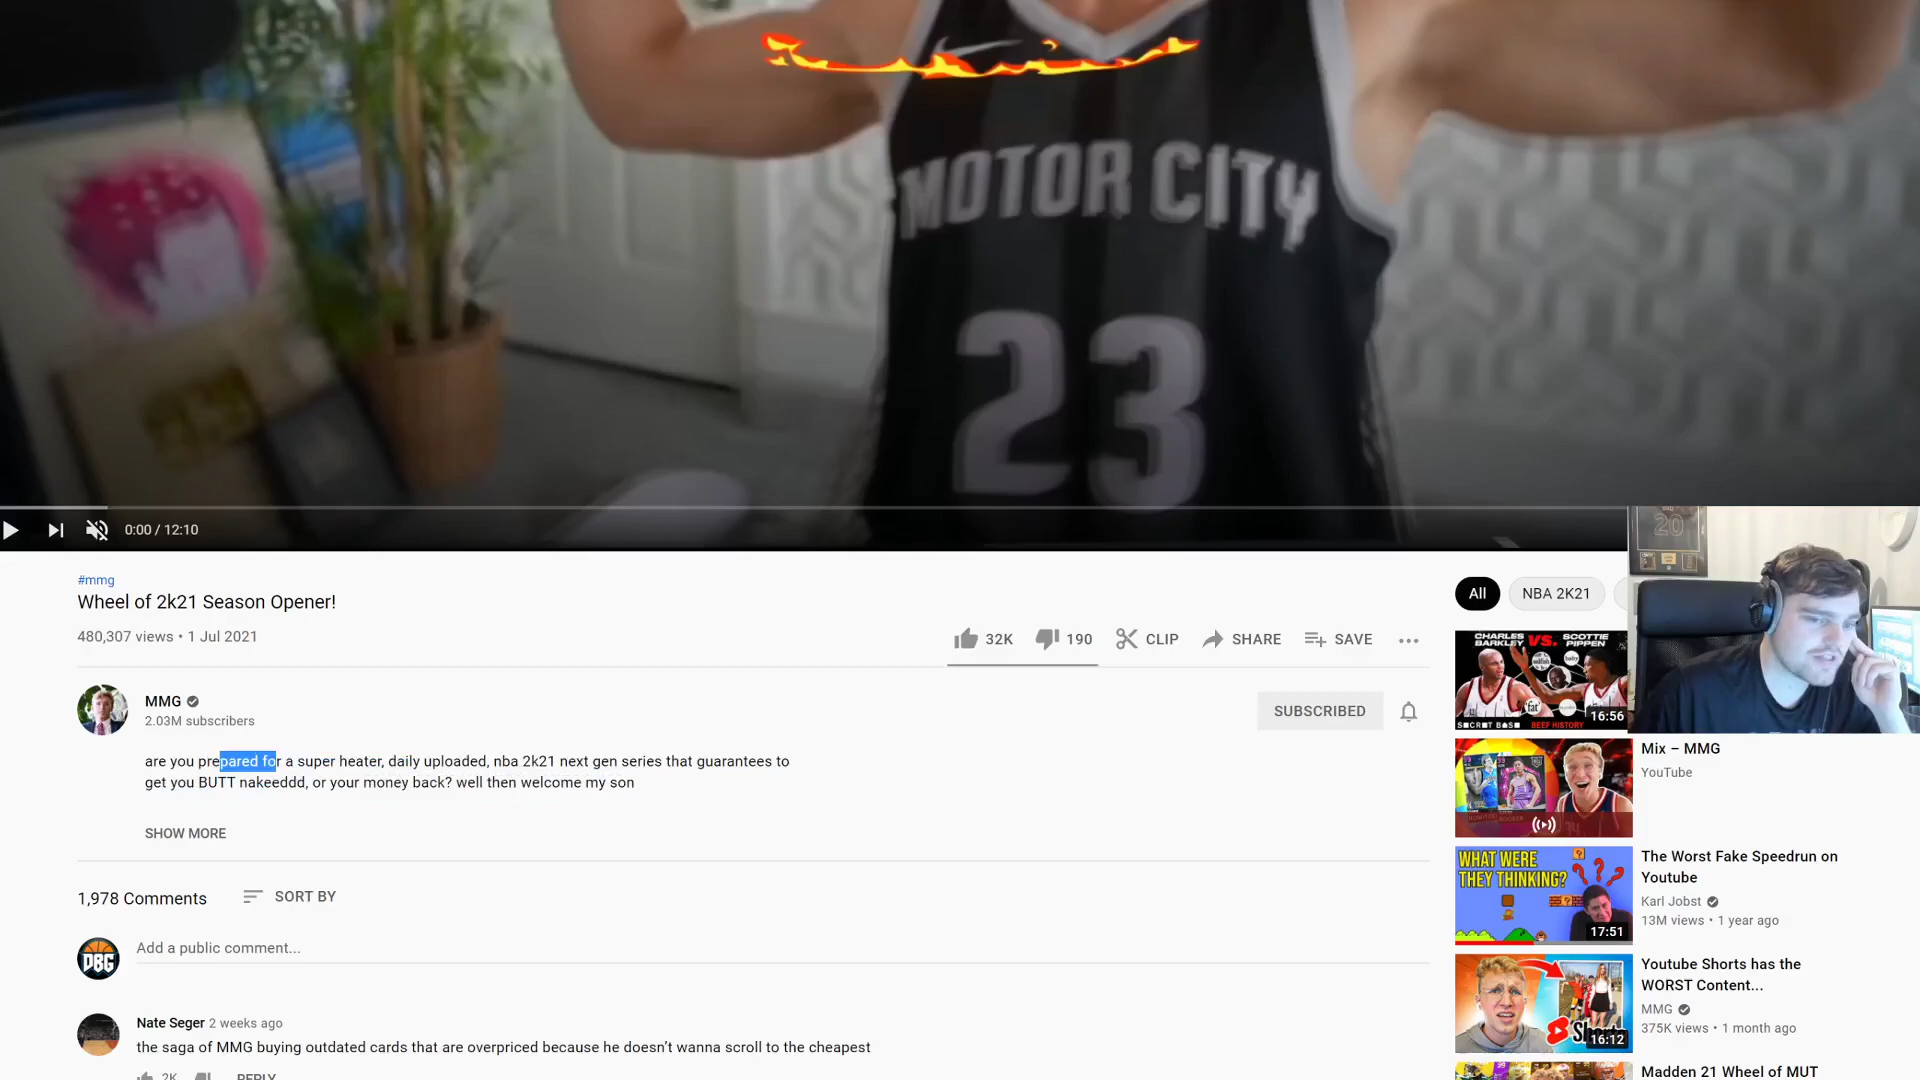 MOTOR CITY
23
0:00 / 12:10
20
#mmg
Wheel of 2k21 Season Opener!
480,307 views • 1 Jul 2021
32K
190
CLIP
SHARE
SAVE
MMG
2.03M subscribers
SUBSCRIBED
are you prepared for a super heater, daily uploaded, nba 2k21 next gen series that guarantees to
get you BUTT nakeeddd, or your money back? well then welcome my son
SHOW MORE
1,978 Comments
SORT BY
DBG
Add a public comment...
Nate Seger 2 weeks ago
the saga of MMG buying outdated cards that are overpriced because he doesn't wanna scroll to the cheapest
2K
REPLY
All
NBA 2K21
CHARLES BARKLEY VS. SCOTTIE PIPPEN
baby
'fat'
BEEF HISTORY
16:56
Mix – MMG
YouTube
WHAT WERE
THEY THINKING?
17:51
The Worst Fake Speedrun on
Youtube
Karl Jobst
13M views • 1 year ago
Shorts
16:12
Youtube Shorts has the
WORST Content...
MMG
375K views • 1 month ago
Madden 21 Wheel of MUT